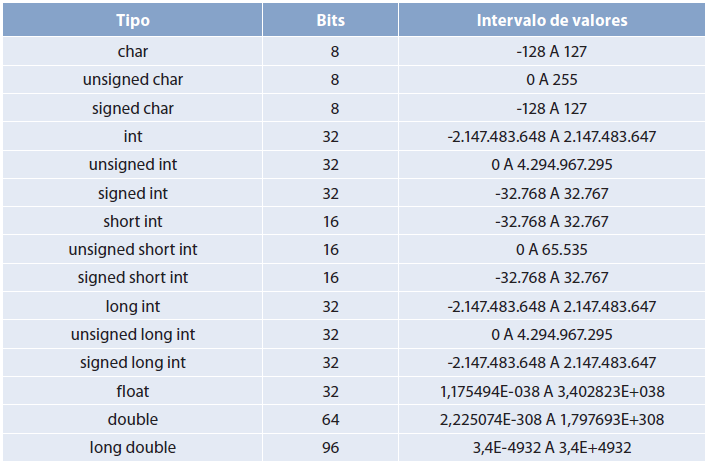 Tipo Bits Intervalo de valores
char 8 -128 A 127
unsigned char 8 0 A 255
signed char 8 -128 A 127
int 32 -2.147.483.648 A 2.147.483.647
unsigned int 32 0 A 4.294.967.295
signed int 32 -32.768 A 32.767
short int 16 -32.768 A 32.767
unsigned short int 16 0 A 65.535
signed short int 16 -32.768 A 32.767
long int 32 -2.147.483.648 A 2.147.483.647
unsigned long int 32 0 A 4.294.967.295
signed long int 32 -2.147.483.648 A 2.147.483.647
float 32 1,175494E-038 A 3,402823E+038
double 64 2,225074E-308 A 1,797693E+308
long double 96 3,4E-4932 A 3,4E+4932